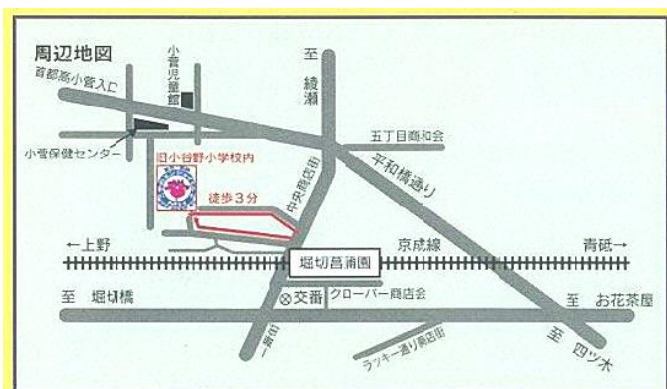 周辺地図
首都高小菅入口
小菅児童館
至 綾瀬
五丁目商和会
小菅保健センター
旧小谷野小学校内
徒歩3分
中央商店街
平和橋通り
←上野
堀切菖蒲園
京成線
青砥→
至 堀切橋
交番
クローバー商店会
至 お花茶屋
ラッキー通り商店街
至 四ツ木